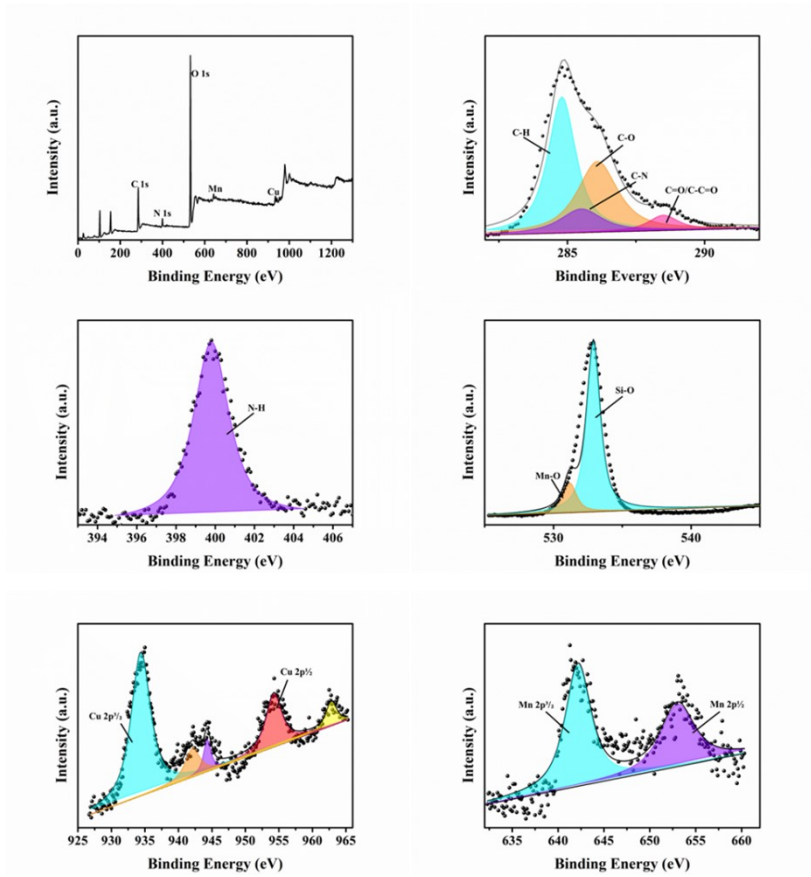 Intensity (a.u.)
O 1s
C 1s
N 1s
Mn
Cu
0 200 400 600 800 1000 1200
Binding Energy (eV)
Intensity (a.u.)
C-H
C-O
C-N
C=O/C-C=O
285 290
Binding Evergy (eV)
Intensity (a.u.)
N-H
394 396 398 400 402 404 406
Binding Energy (eV)
Intensity (a.u.)
Si-O
Mn-O
530 540
Binding Energy (eV)
Intensity (a.u.)
Cu 2p³/₂
Cu 2p½
925 930 935 940 945 950 955 960 965
Binding Energy (eV)
Intensity (a.u.)
Mn 2p³/₂
Mn 2p½
635 640 645 650 655 660
Binding Energy (eV)